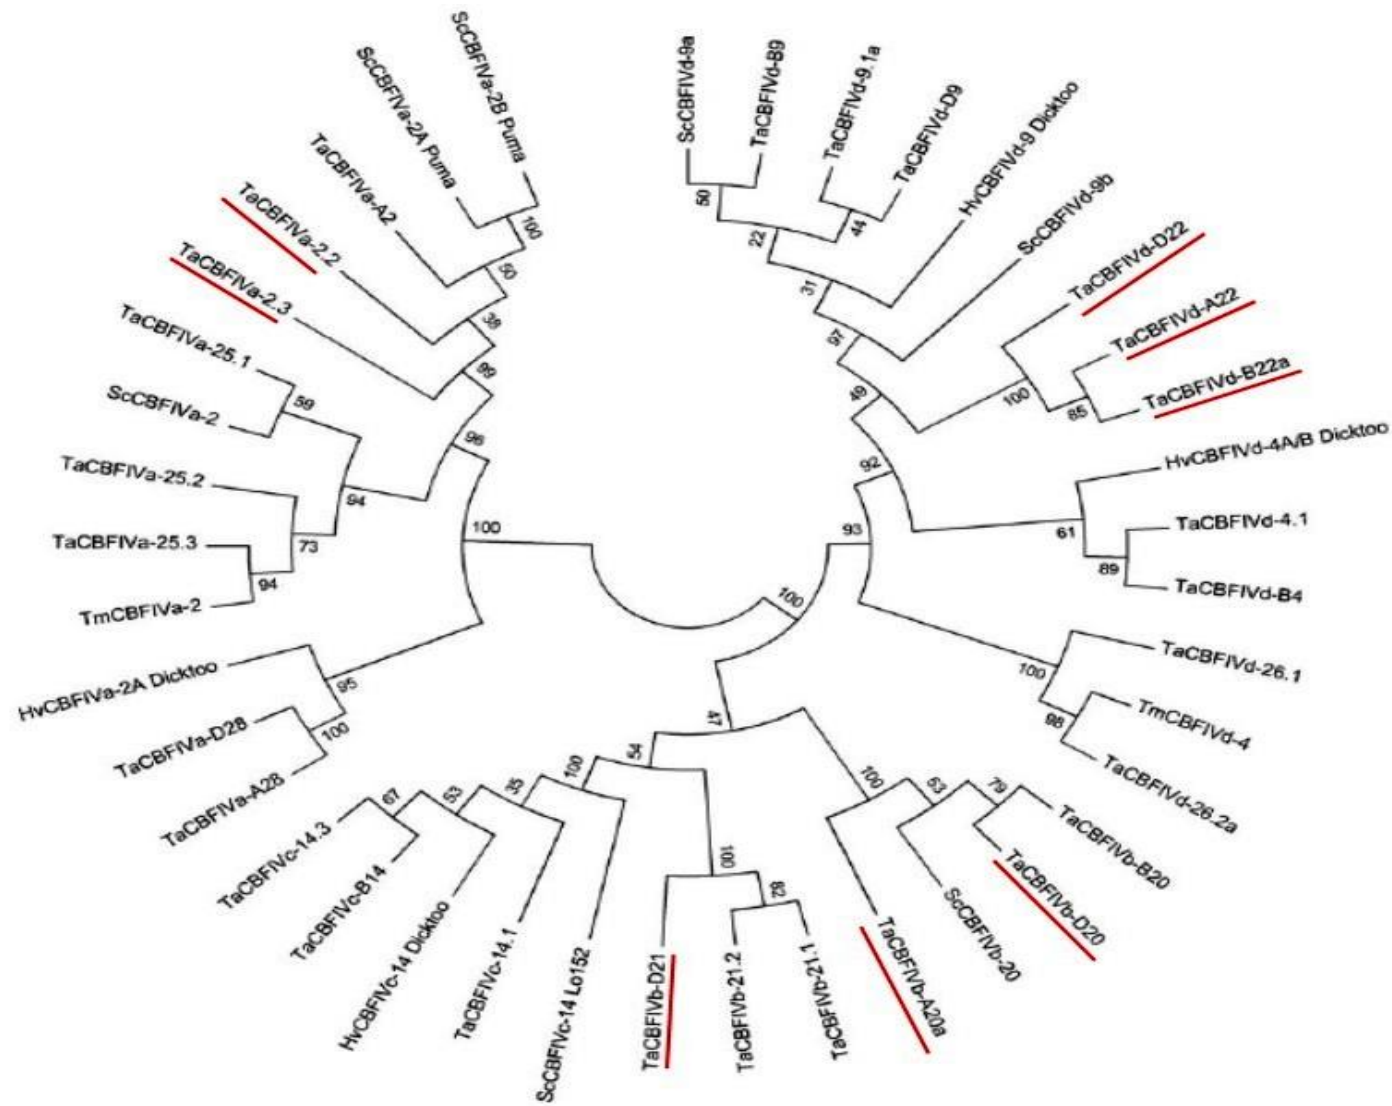 ScCBFIVd-9a
TaCBFIVd-B9
TaCBFIVd-9.1a
TaCBFIVd-D9
HvCBFIVd-9 Dicktoo
ScCBFIVd-9b
TaCBFIVd-D22
TaCBFIVd-A22
TaCBFIVd-B22a
HvCBFIVd-4A/B Dicktoo
TaCBFIVd-4.1
TaCBFIVd-B4
TaCBFIVd-26.1
TmCBFIVd-4
TaCBFIVd-26.2a
TaCBFIVb-B20
TaCBFIVb-D20
ScCBFIVb-20
TaCBFIVb-A20a
TaCBFIVb-21.1
TaCBFIVb-21.2
TaCBFIVb-D21
ScCBFIVc-14 Lo152
TaCBFIVc-14.1
HvCBFIVc-14 Dicktoo
TaCBFIVc-B14
TaCBFIVc-14.3
TaCBFIVa-A28
TaCBFIVa-D28
HvCBFIVa-2A Dicktoo
TmCBFIVa-2
TaCBFIVa-25.3
TaCBFIVa-25.2
ScCBFIVa-2
TaCBFIVa-25.1
TaCBFIVa-2.3
TaCBFIVa-2.2
TaCBFIVa-A2
ScCBFIVa-2A Puma
ScCBFIVa-2B Puma
50
44
22
31
97
49
100
85
92
61
89
93
100
98
100
79
63
100
47
54
100
82
100
35
53
67
100
95
100
94
73
94
59
96
99
38
50
100